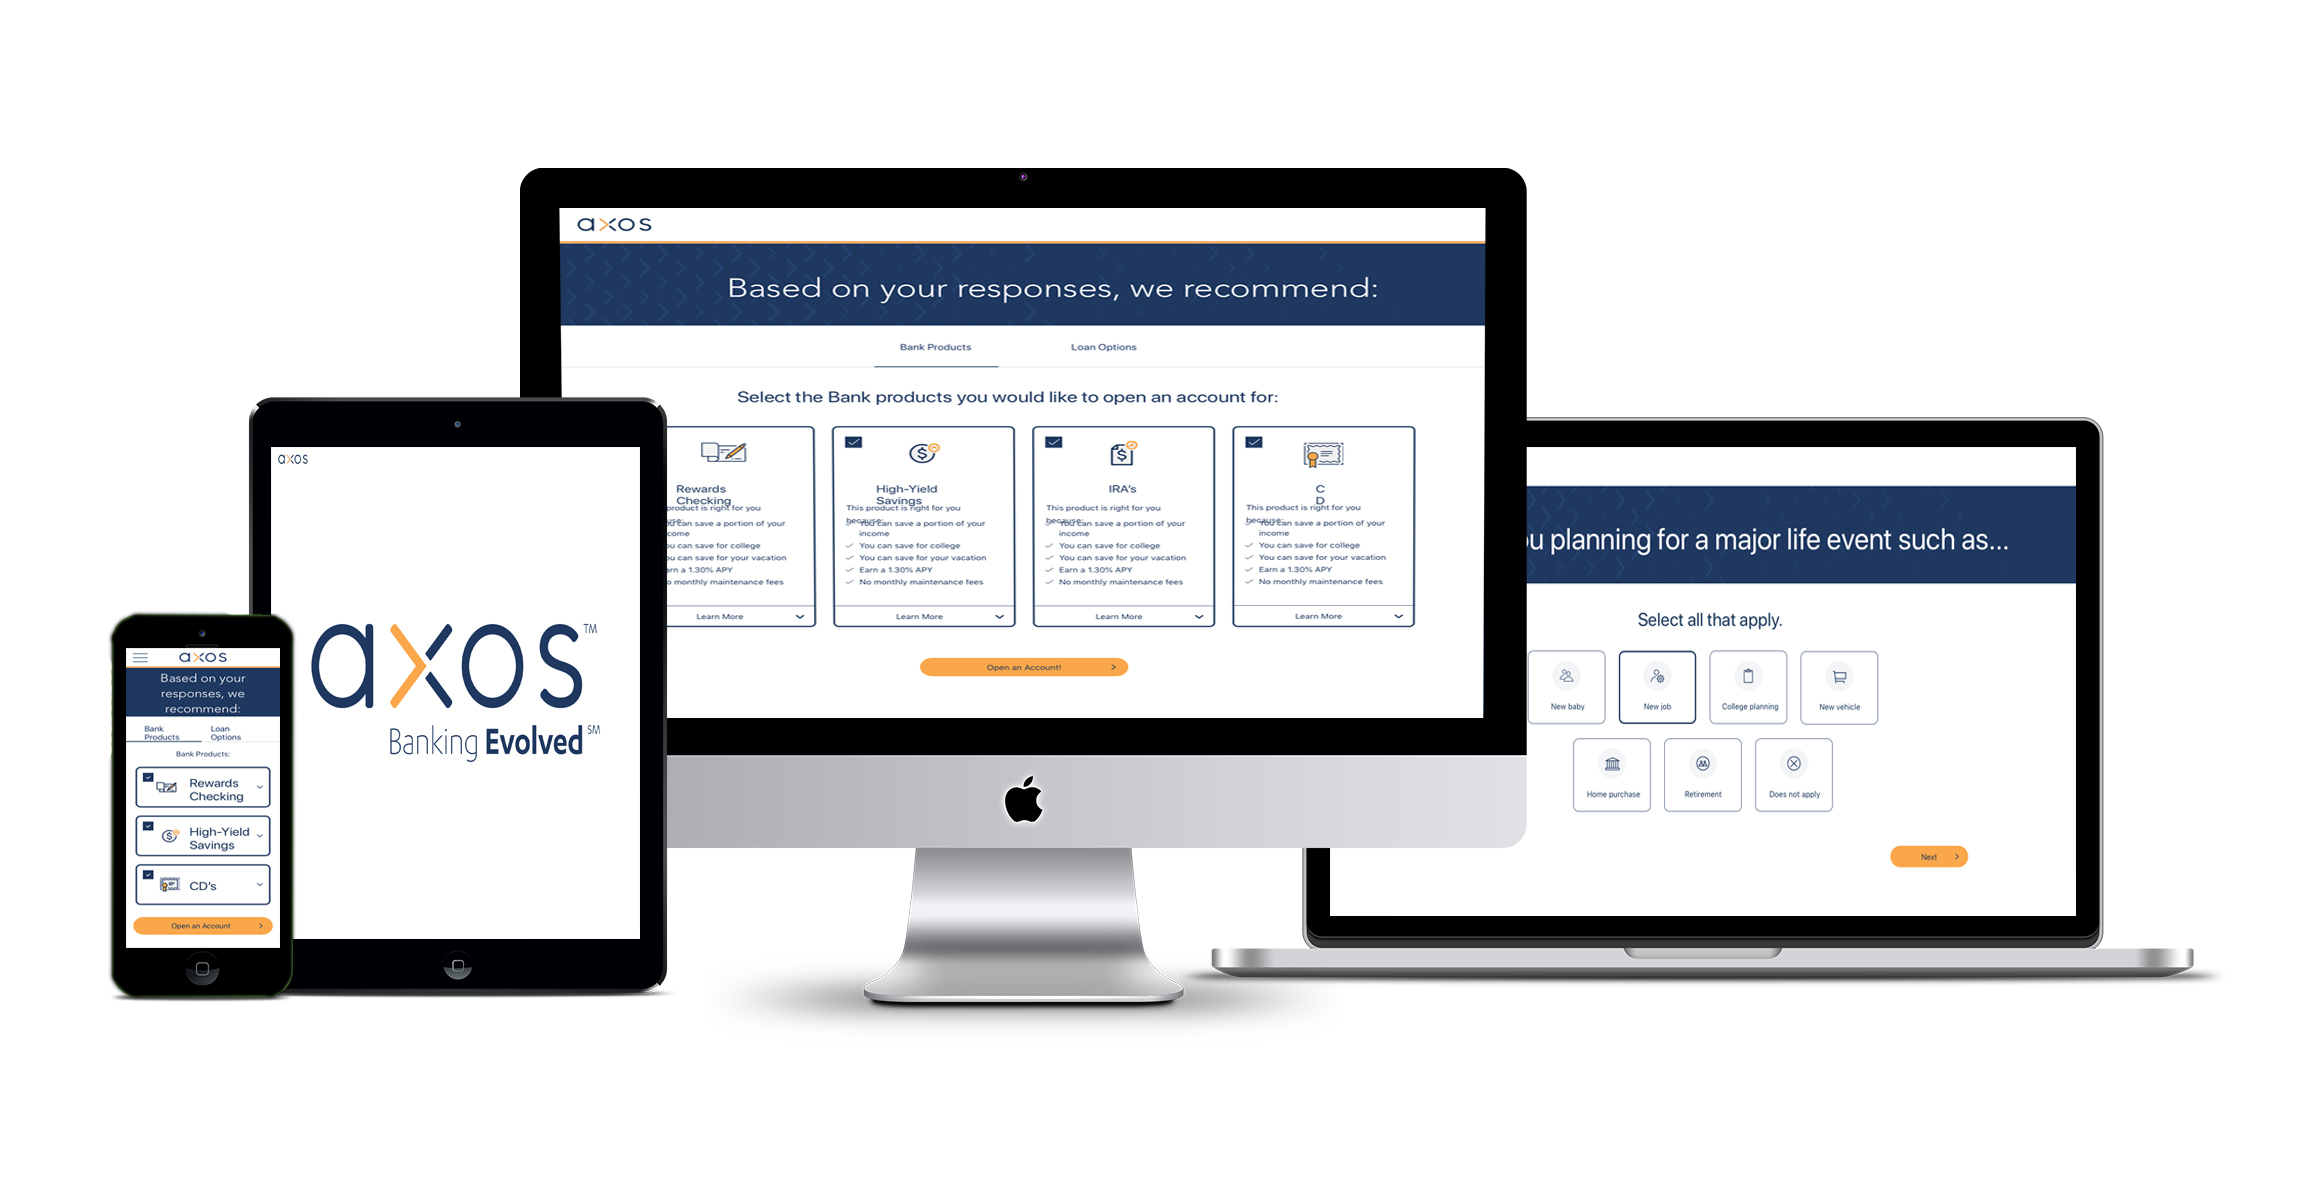 axos
Based on your responses, we recommend:
Bank Products
Loan Options
Select the Bank products you would like to open an account for:
Rewards
Checking
product is right for you
can save a portion of your
can save for college
can save for your vacation
1.30% APY
monthly maintenance fees
Learn More
High-Yield
Savings
This product is right for you
because:
You can save a portion of your
income
You can save for college
You can save for your vacation
Earn a 1.30% APY
No monthly maintenance fees
Learn More
IRA's
This product is right for you
because:
You can save a portion of your
income
You can save for college
You can save for your vacation
Earn a 1.30% APY
No monthly maintenance fees
Learn More
C
D
This product is right for you
because:
You can save a portion of your
income
You can save for college
You can save for your vacation
Earn a 1.30% APY
No monthly maintenance fees
Learn More
Open an Account!
axos
axos™
Banking Evolved℠
axos
Based on your
responses, we
recommend:
Bank
Products
Loan
Options
Bank Products:
Rewards
Checking
High-Yield
Savings
CD's
Open an Account
planning for a major life event such as...
Select all that apply.
New baby
New job
College planning
New vehicle
Home purchase
Retirement
Does not apply
Next